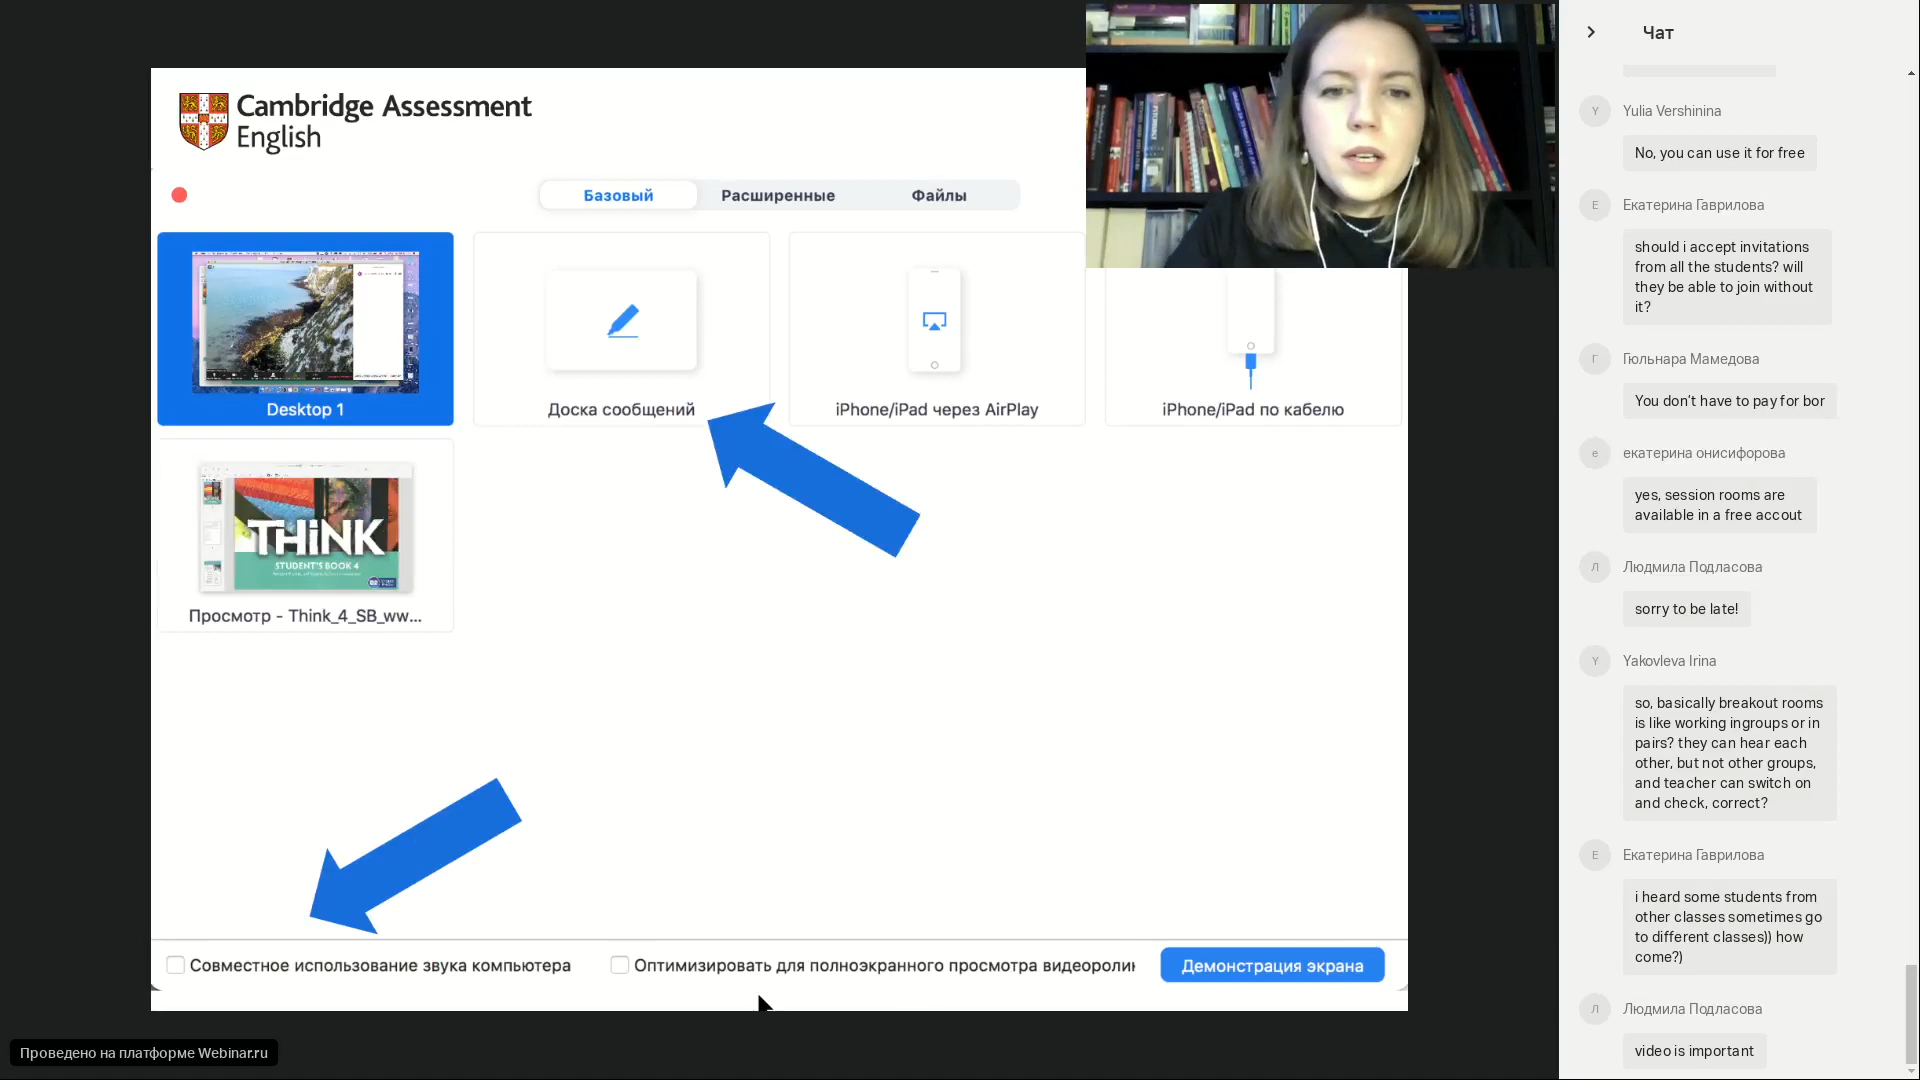 Cambridge Assessment
English
Базовый
Расширенные
Файлы
Desktop 1
Доска сообщений
iPhone/iPad через AirPlay
iPhone/iPad по кабелю
THiNK
STUDENT'S BOOK 4
Просмотр - Think_4_SB_ww...
Совместное использование звука компьютера
Оптимизировать для полноэкранного просмотра видеоролик
Демонстрация экрана
Проведено на платформе Webinar.ru
Чат
Y
Yulia Vershinina
No, you can use it for free
Е
Екатерина Гаврилова
should i accept invitations
from all the students? will
they be able to join without
it?
Г
Гюльнара Мамедова
You don't have to pay for bor
е
екатерина онисифорова
yes, session rooms are
available in a free accout
Л
Людмила Подласова
sorry to be late!
Y
Yakovleva Irina
so, basically breakout rooms
is like working ingroups or in
pairs? they can hear each
other, but not other groups,
and teacher can switch on
and check, correct?
Е
Екатерина Гаврилова
i heard some students from
other classes sometimes go
to different classes)) how
come?)
Л
Людмила Подласова
video is important